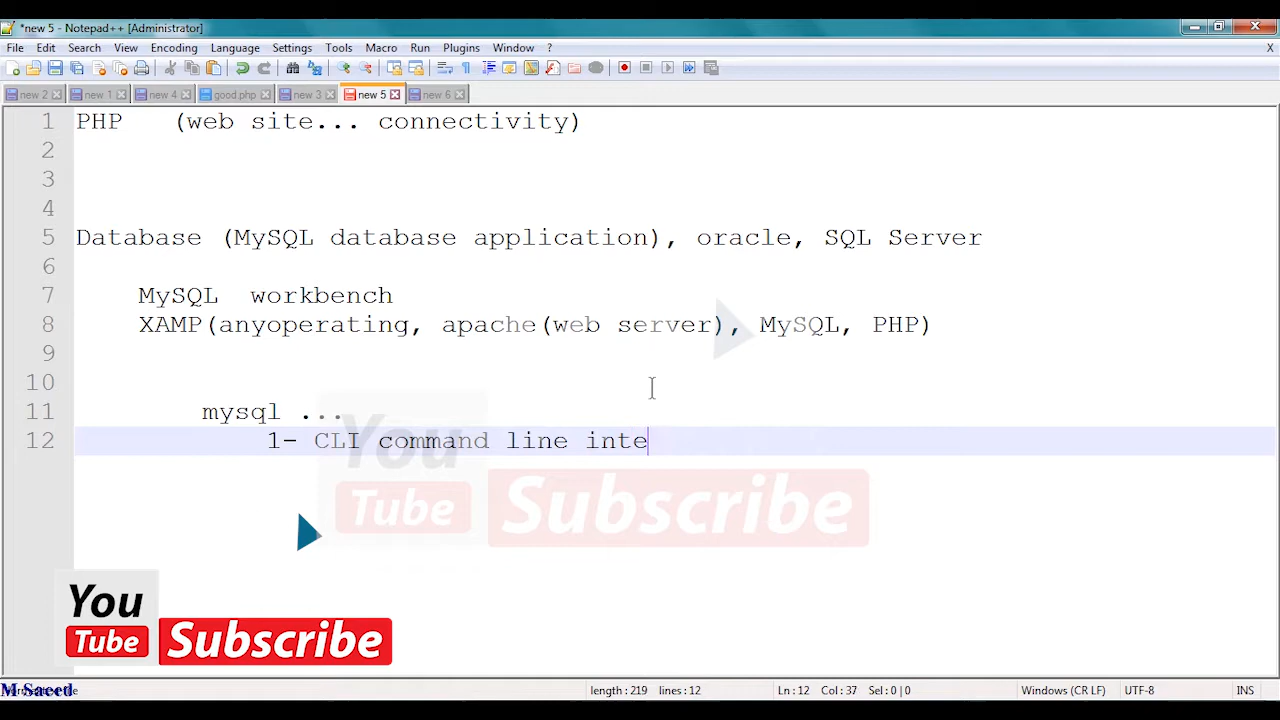 *new 5 - Notepad++ [Administrator]
File Edit Search View Encoding Language Settings Tools Macro Run Plugins Window ? X
new 2 new 1 new 4 good.php new 3 new 5 new 6
1 PHP (web site... connectivity)
2
3
4
5 Database (MySQL database application), oracle, SQL Server
6
7 MySQL workbench
8 XAMP(anyoperating, apache(web server), MySQL, PHP)
9
10
11 mysql ...
12 1- CLI command line inte
You
Tube Subscribe
You
Tube Subscribe
M Saeed length : 219 lines : 12 Ln : 12 Col : 37 Sel : 0 | 0 Windows (CR LF) UTF-8 INS